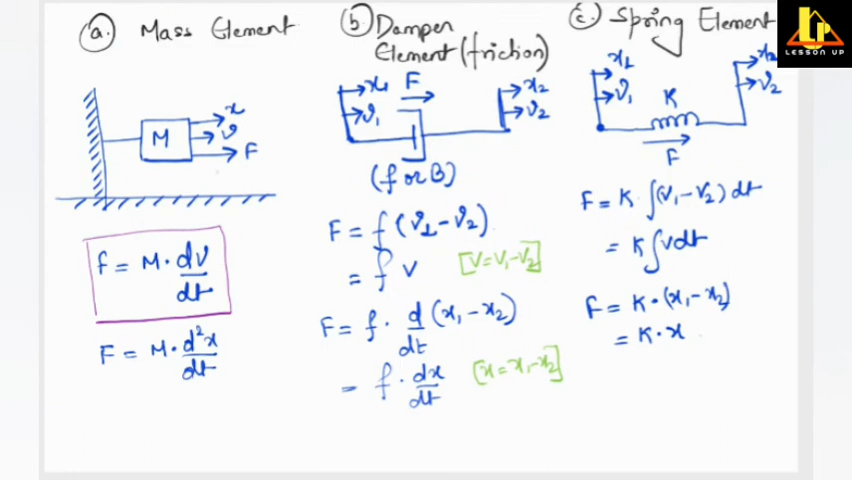 (a.) Mass Element
M
x
v
F
f = M · dv/dt
F = M · d²x/dt
(b) Damper
Element (friction)
x₁
v₁
F
x₂
v₂
(f or B)
F = f (v₁ - v₂)
= f v [v = v₁ - v₂]
F = f · d/dt (x₁ - x₂)
= f · dx/dt [x = x₁ - x₂]
(c.) Spring Element
x₁
v₁
K
x₂
v₂
F
F = K · ∫(v₁ - v₂) dt
= K ∫v dt
F = K · (x₁ - x₂)
= K · x
LESSON UP